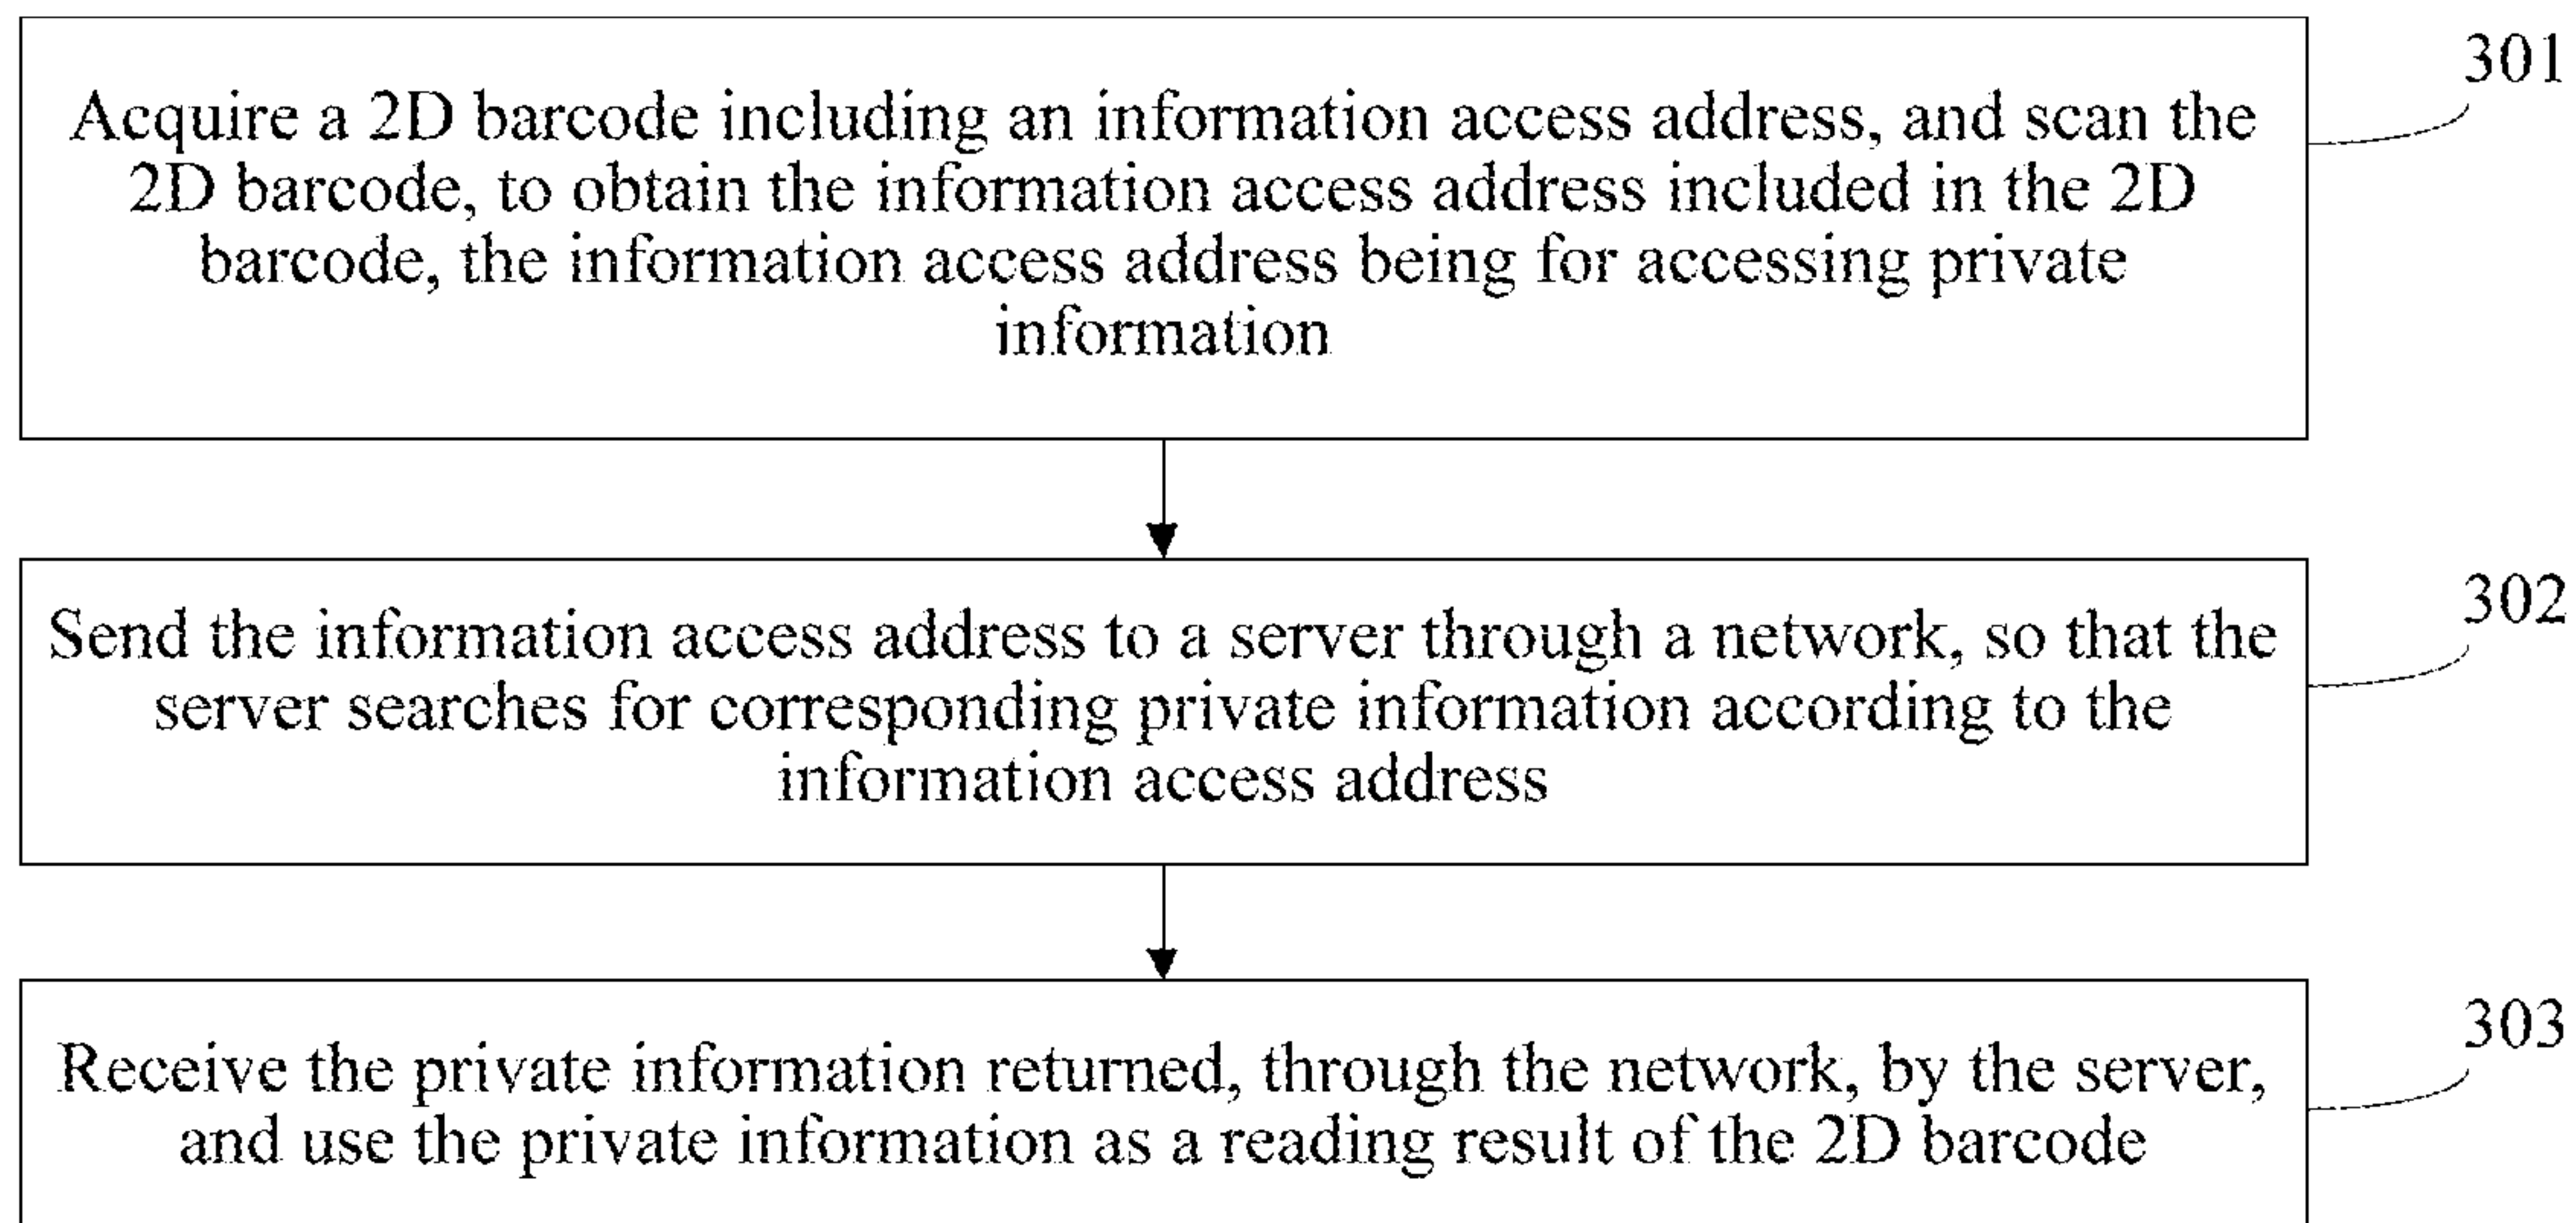 301
Acquire a 2D barcode including an information access address, and scan the
2D barcode, to obtain the information access address included in the 2D
barcode, the information access address being for accessing private
information
302
Send the information access address to a server through a network, so that the
server searches for corresponding private information according to the
information access address
303
Receive the private information returned, through the network, by the server,
and use the private information as a reading result of the 2D barcode